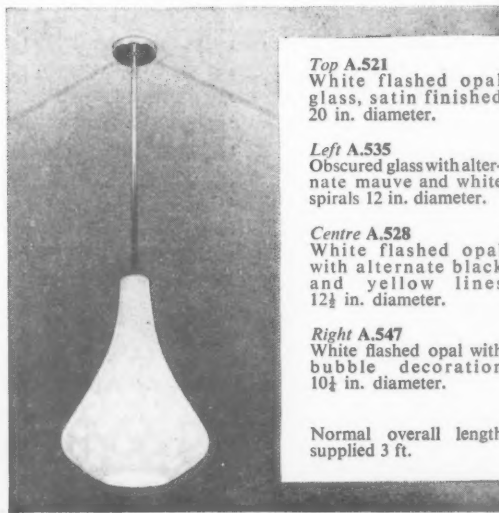 Top A.521
White flashed opal
glass, satin finished
20 in. diameter.
Left A.535
Obscured glass with alter-
nate mauve and white
spirals 12 in. diameter.
Centre A.528
White flashed opal
with alternate black
and yellow lines
12½ in. diameter.
Right A.547
White flashed opal with
bubble decoration
10½ in. diameter.
Normal overall length
supplied 3 ft.